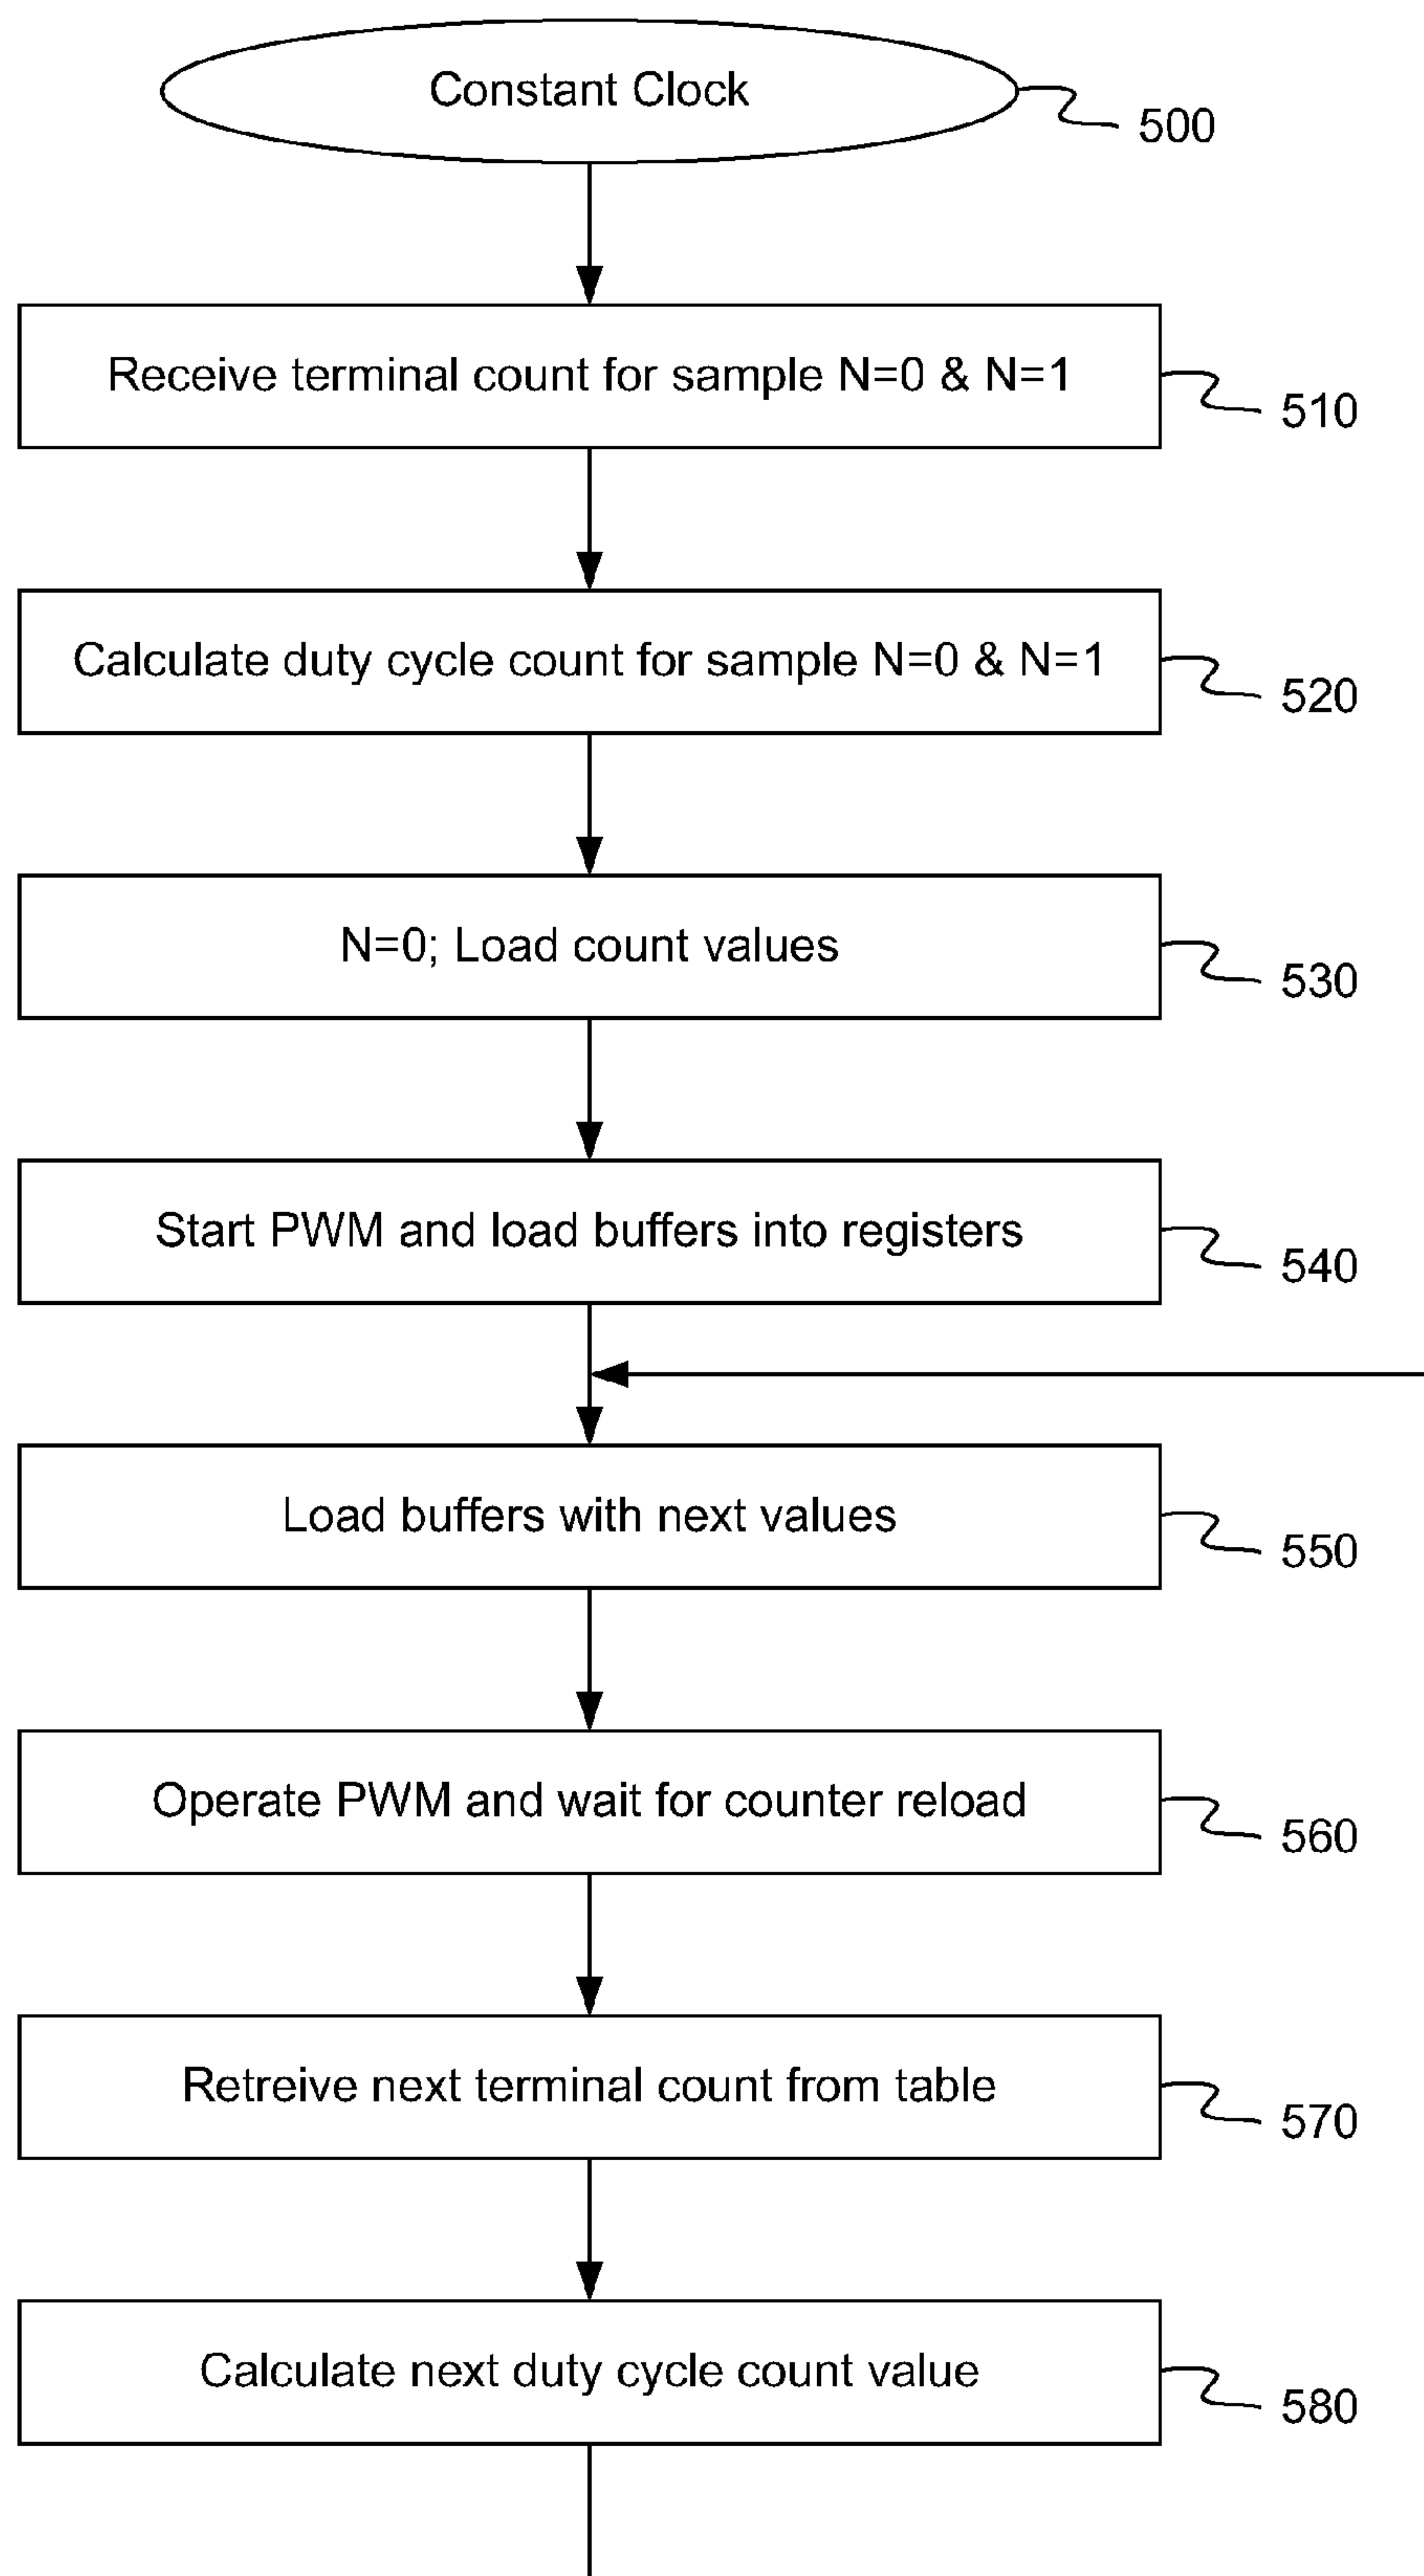 Constant Clock
500
Receive terminal count for sample N=0 & N=1
510
Calculate duty cycle count for sample N=0 & N=1
520
N=0; Load count values
530
Start PWM and load buffers into registers
540
Load buffers with next values
550
Operate PWM and wait for counter reload
560
Retreive next terminal count from table
570
Calculate next duty cycle count value
580